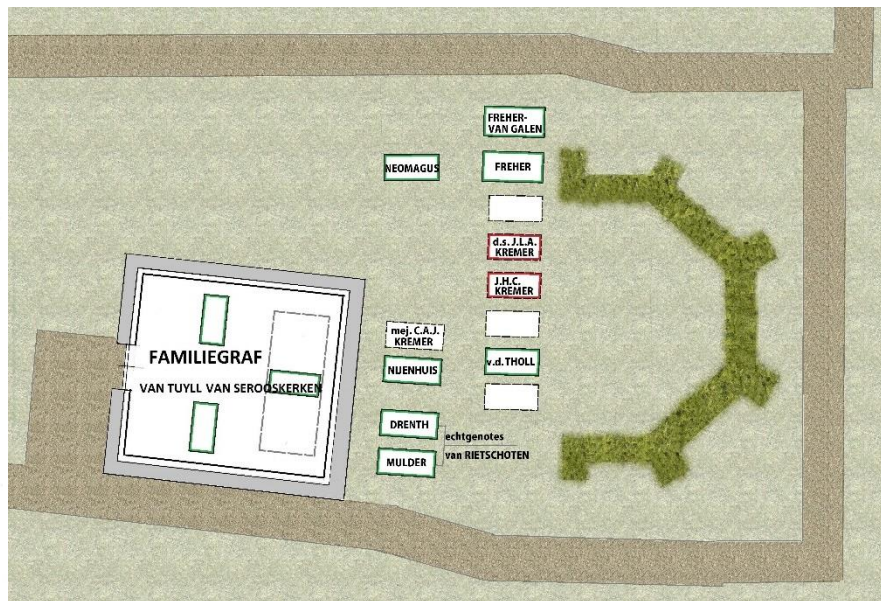 FREHER-
VAN GALEN
NEOMAGUS
FREHER
d.s. J.L.A.
KREMER
J.H.C.
KREMER
mej. C.A.J.
KREMER
FAMILIEGRAF
VAN TUYLL VAN SEROOSKERKEN
NIJENHUIS
v.d. THOLL
DRENTH
echtgenotes
van RIETSCHOTEN
MULDER